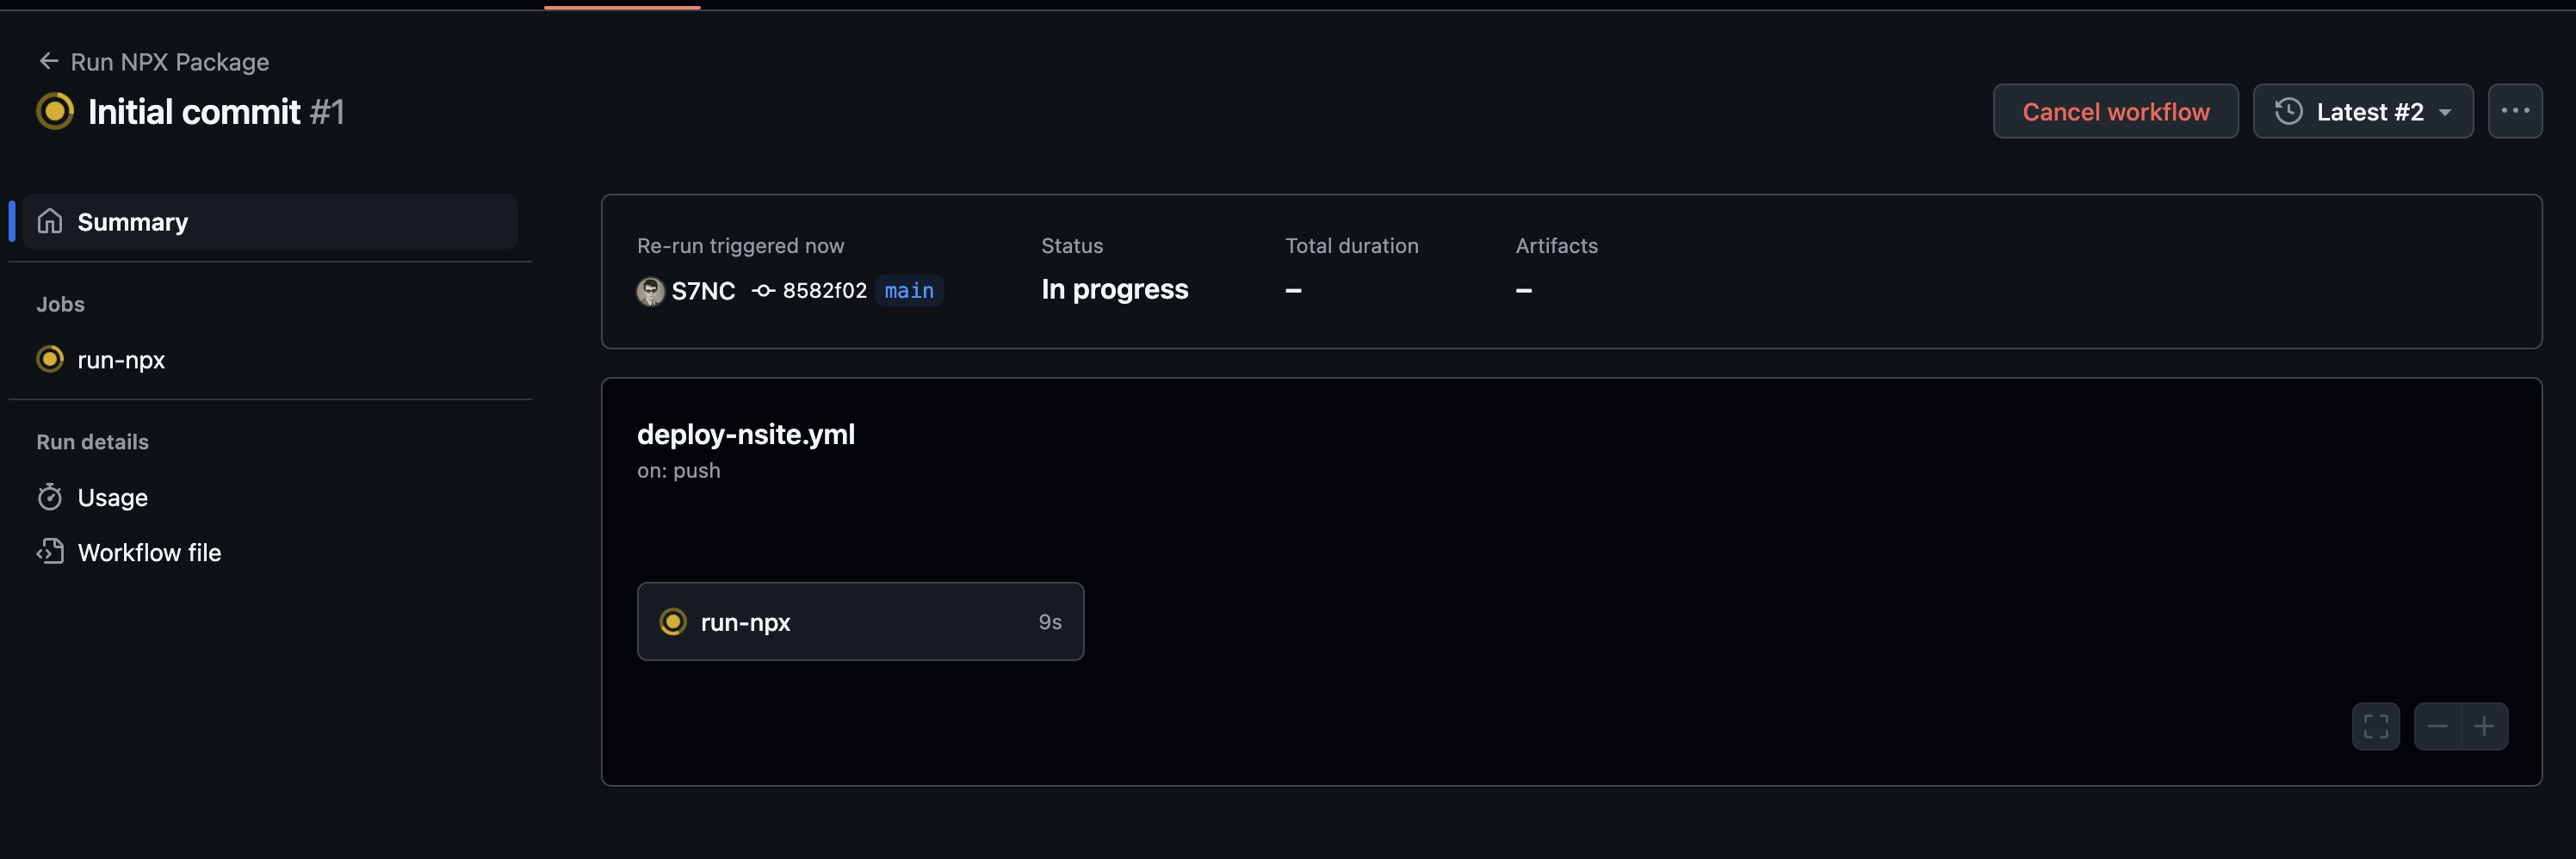 Run NPX Package
Initial commit #1
Cancel workflow
Latest #2
Summary
Jobs
run-npx
Run details
Usage
Workflow file
Re-run triggered now
S7NC 8582f02 main
Status
In progress
Total duration
–
Artifacts
–
deploy-nsite.yml
on: push
run-npx 9s